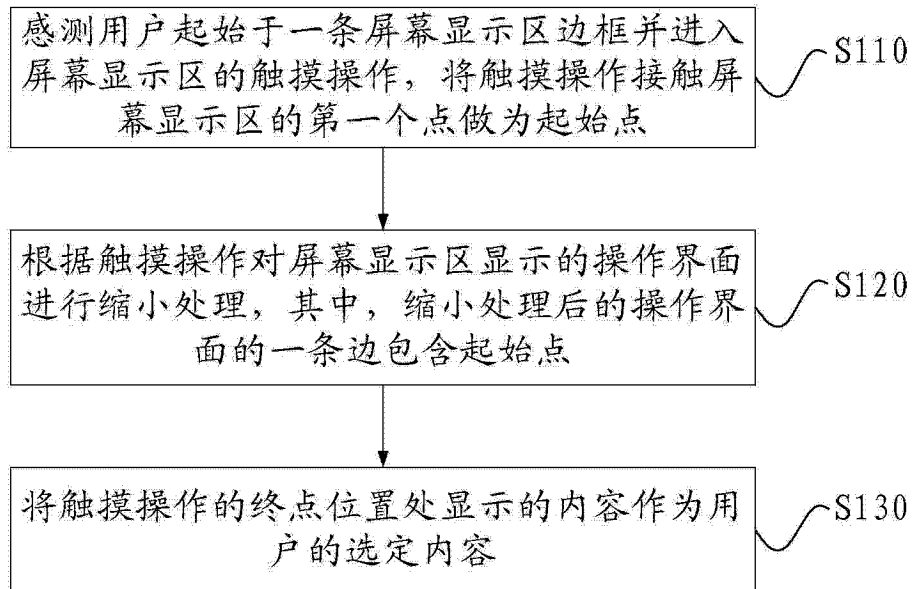 感测用户起始于一条屏幕显示区边框并进入
屏幕显示区的触摸操作，将触摸操作接触屏
幕显示区的第一个点做为起始点
S110
根据触摸操作对屏幕显示区显示的操作界面
进行缩小处理，其中，缩小处理后的操作界
面的一条边包含起始点
S120
将触摸操作的终点位置处显示的内容作为用
户的选定内容
S130